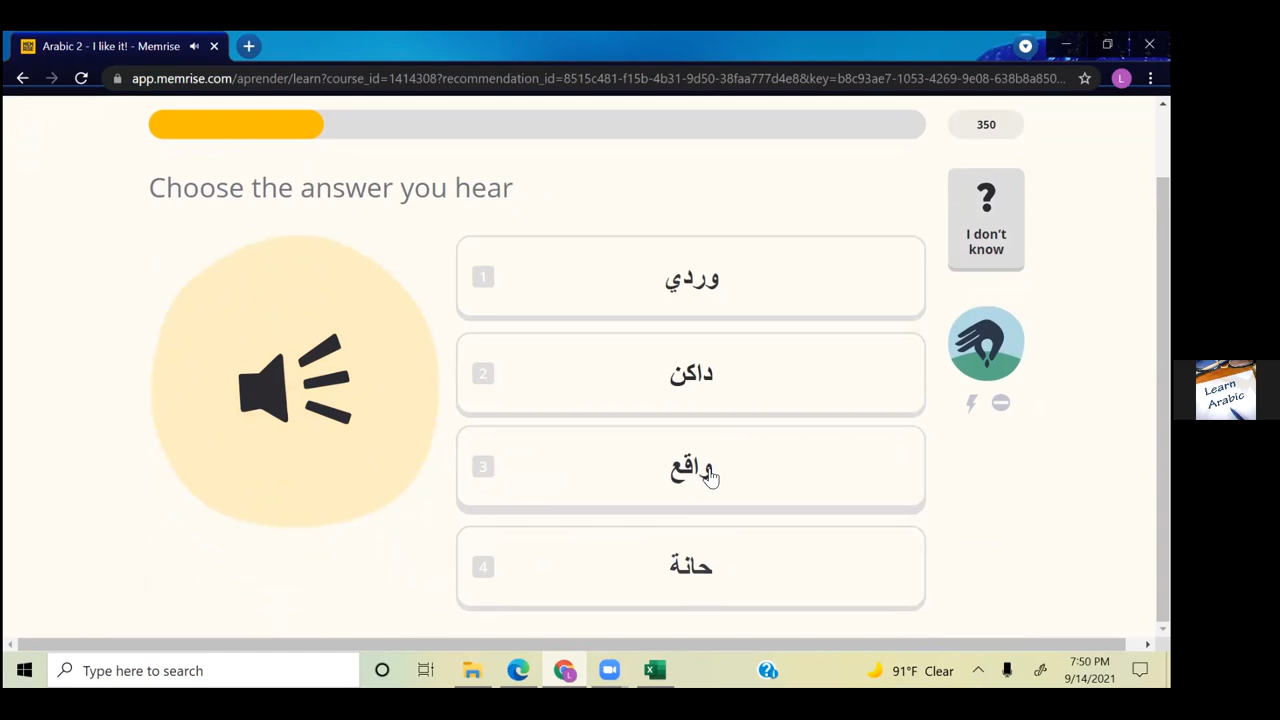 Arabic 2 - I like it! - Memrise
app.memrise.com/aprender/learn?course_id=1414308?recommendation_id=8515c481-f15b-4b31-9d50-38faa777d4e8&key=b8c93ae7-1053-4269-9e08-638b8a850...
L
350
Choose the answer you hear
?
I don't know
1 وردي
2 داكن
3 واقع
4 حانة
Learn
Arabic
Type here to search
91°F Clear
7:50 PM
9/14/2021